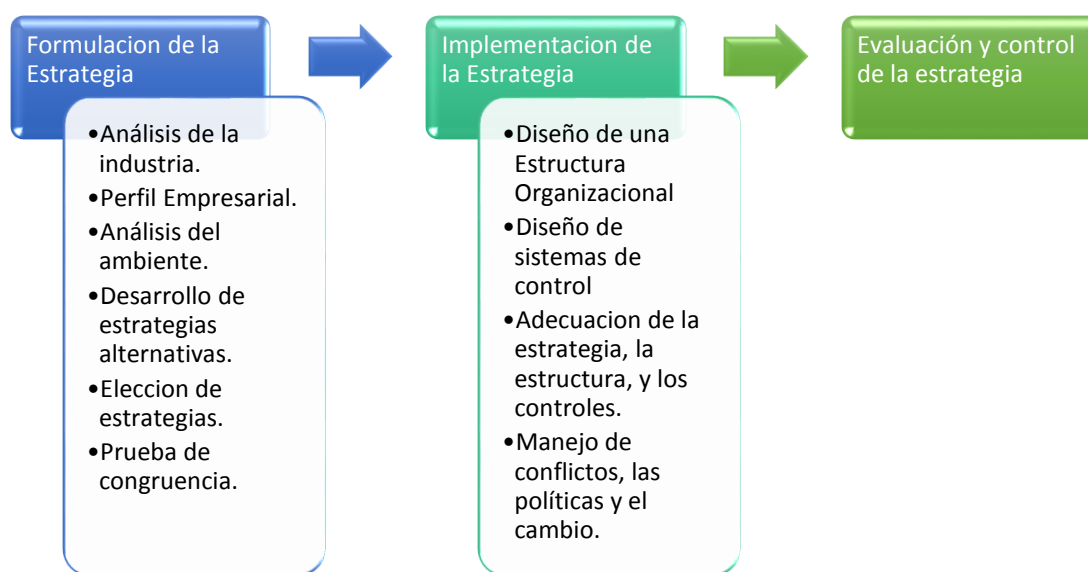 Formulacion de la
Estrategia
•Análisis de la
industria.
•Perfil Empresarial.
•Análisis del
ambiente.
•Desarrollo de
estrategias
alternativas.
•Eleccion de
estrategias.
•Prueba de
congruencia.
Implementacion de
la Estrategia
•Diseño de una
Estructura
Organizacional
•Diseño de
sistemas de
control
•Adecuacion de la
estrategia, la
estructura, y los
controles.
•Manejo de
conflictos, las
políticas y el
cambio.
Evaluación y control
de la estrategia